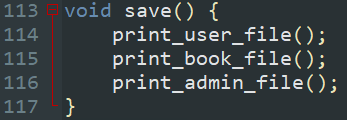 113 void save() {
114     print_user_file();
115     print_book_file();
116     print_admin_file();
117 }